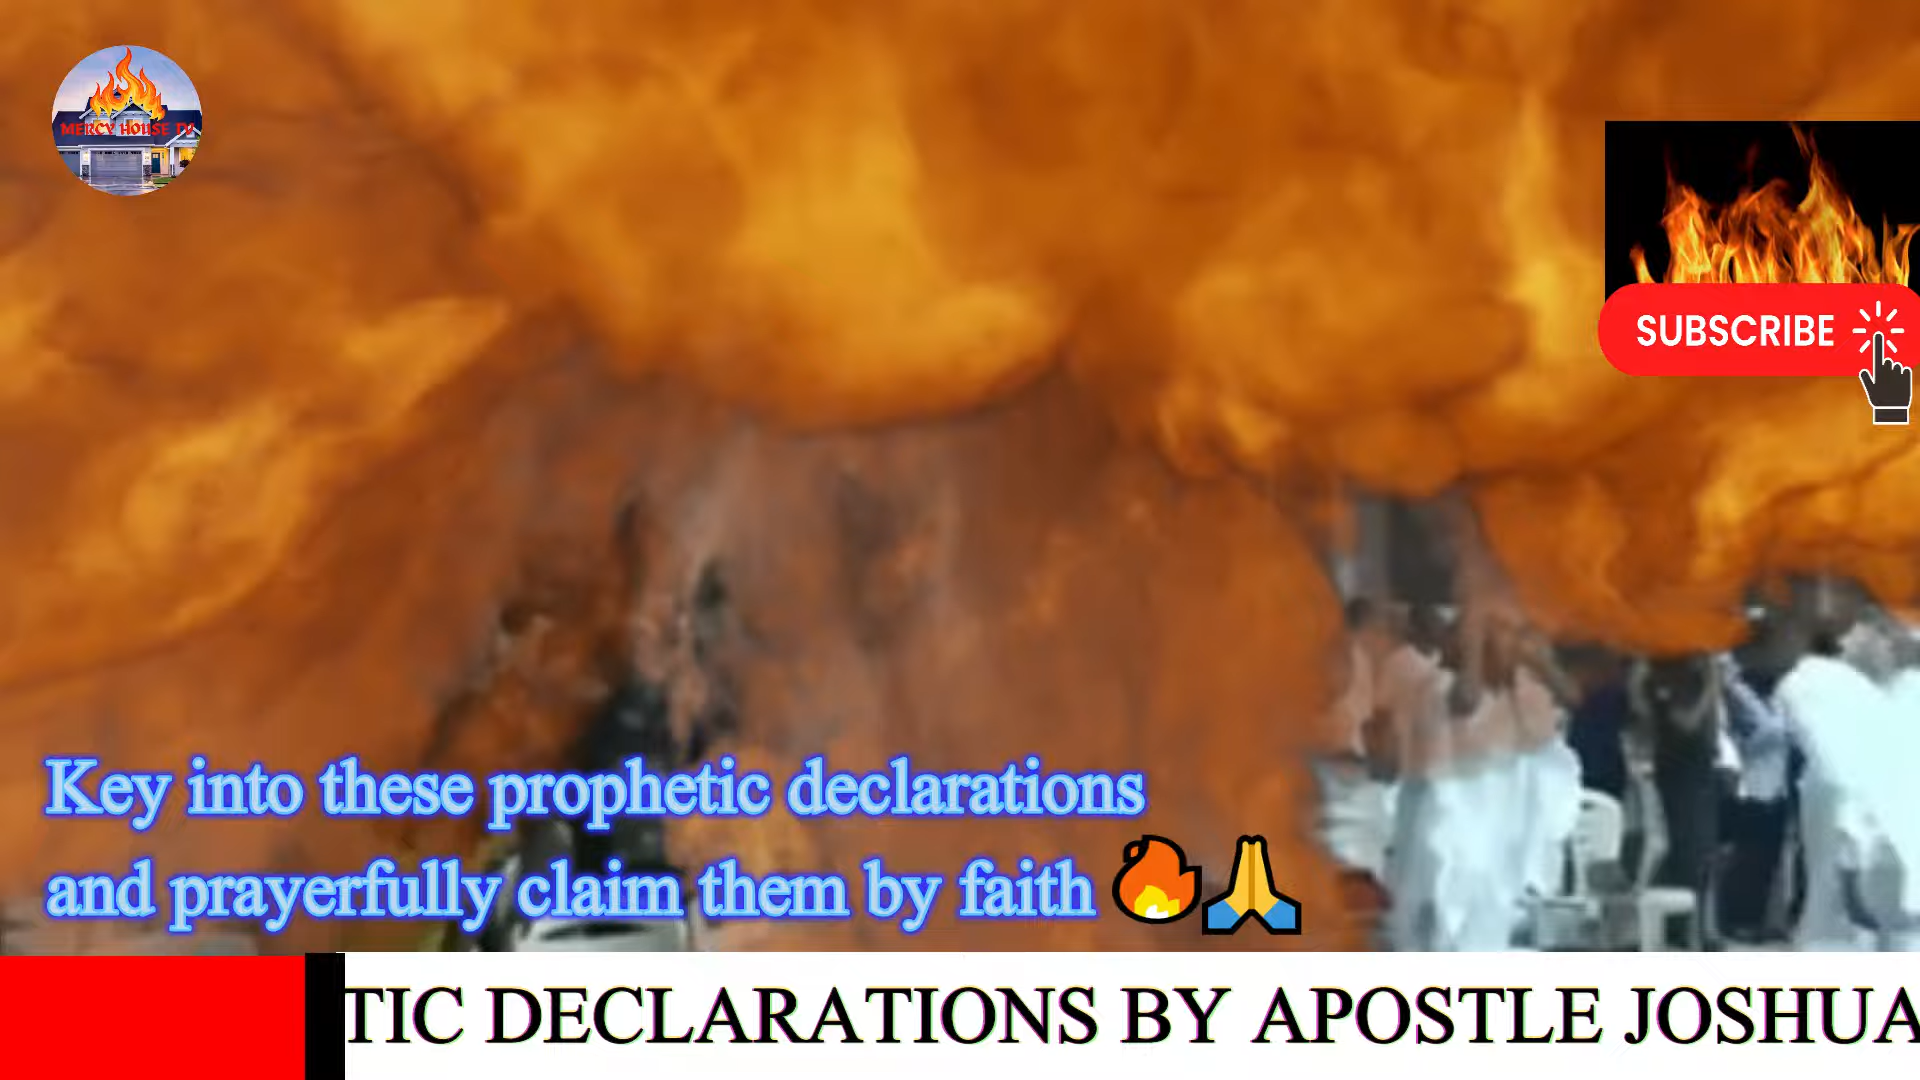 MERCY HOUSE TV
SUBSCRIBE
Key into these prophetic declarations
and prayerfully claim them by faith 🔥🙏
TIC DECLARATIONS BY APOSTLE JOSHUA